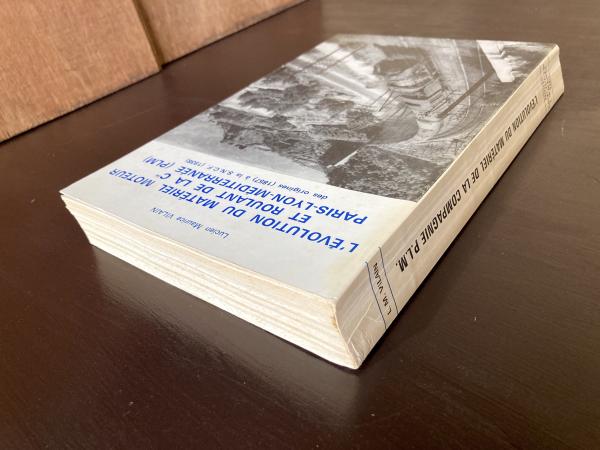 Lucien Maurice VILAIN
L'ÉVOLUTION DU MATÉRIEL MOTEUR
ET ROULANT DE LA Cie
PARIS-LYON-MÉDITERRANÉE (PLM)
des origines (1857) à la S.N.C.F. (1938)
L. M. VILAIN
L'ÉVOLUTION DU MATÉRIEL DE LA COMPAGNIE P.L.M.